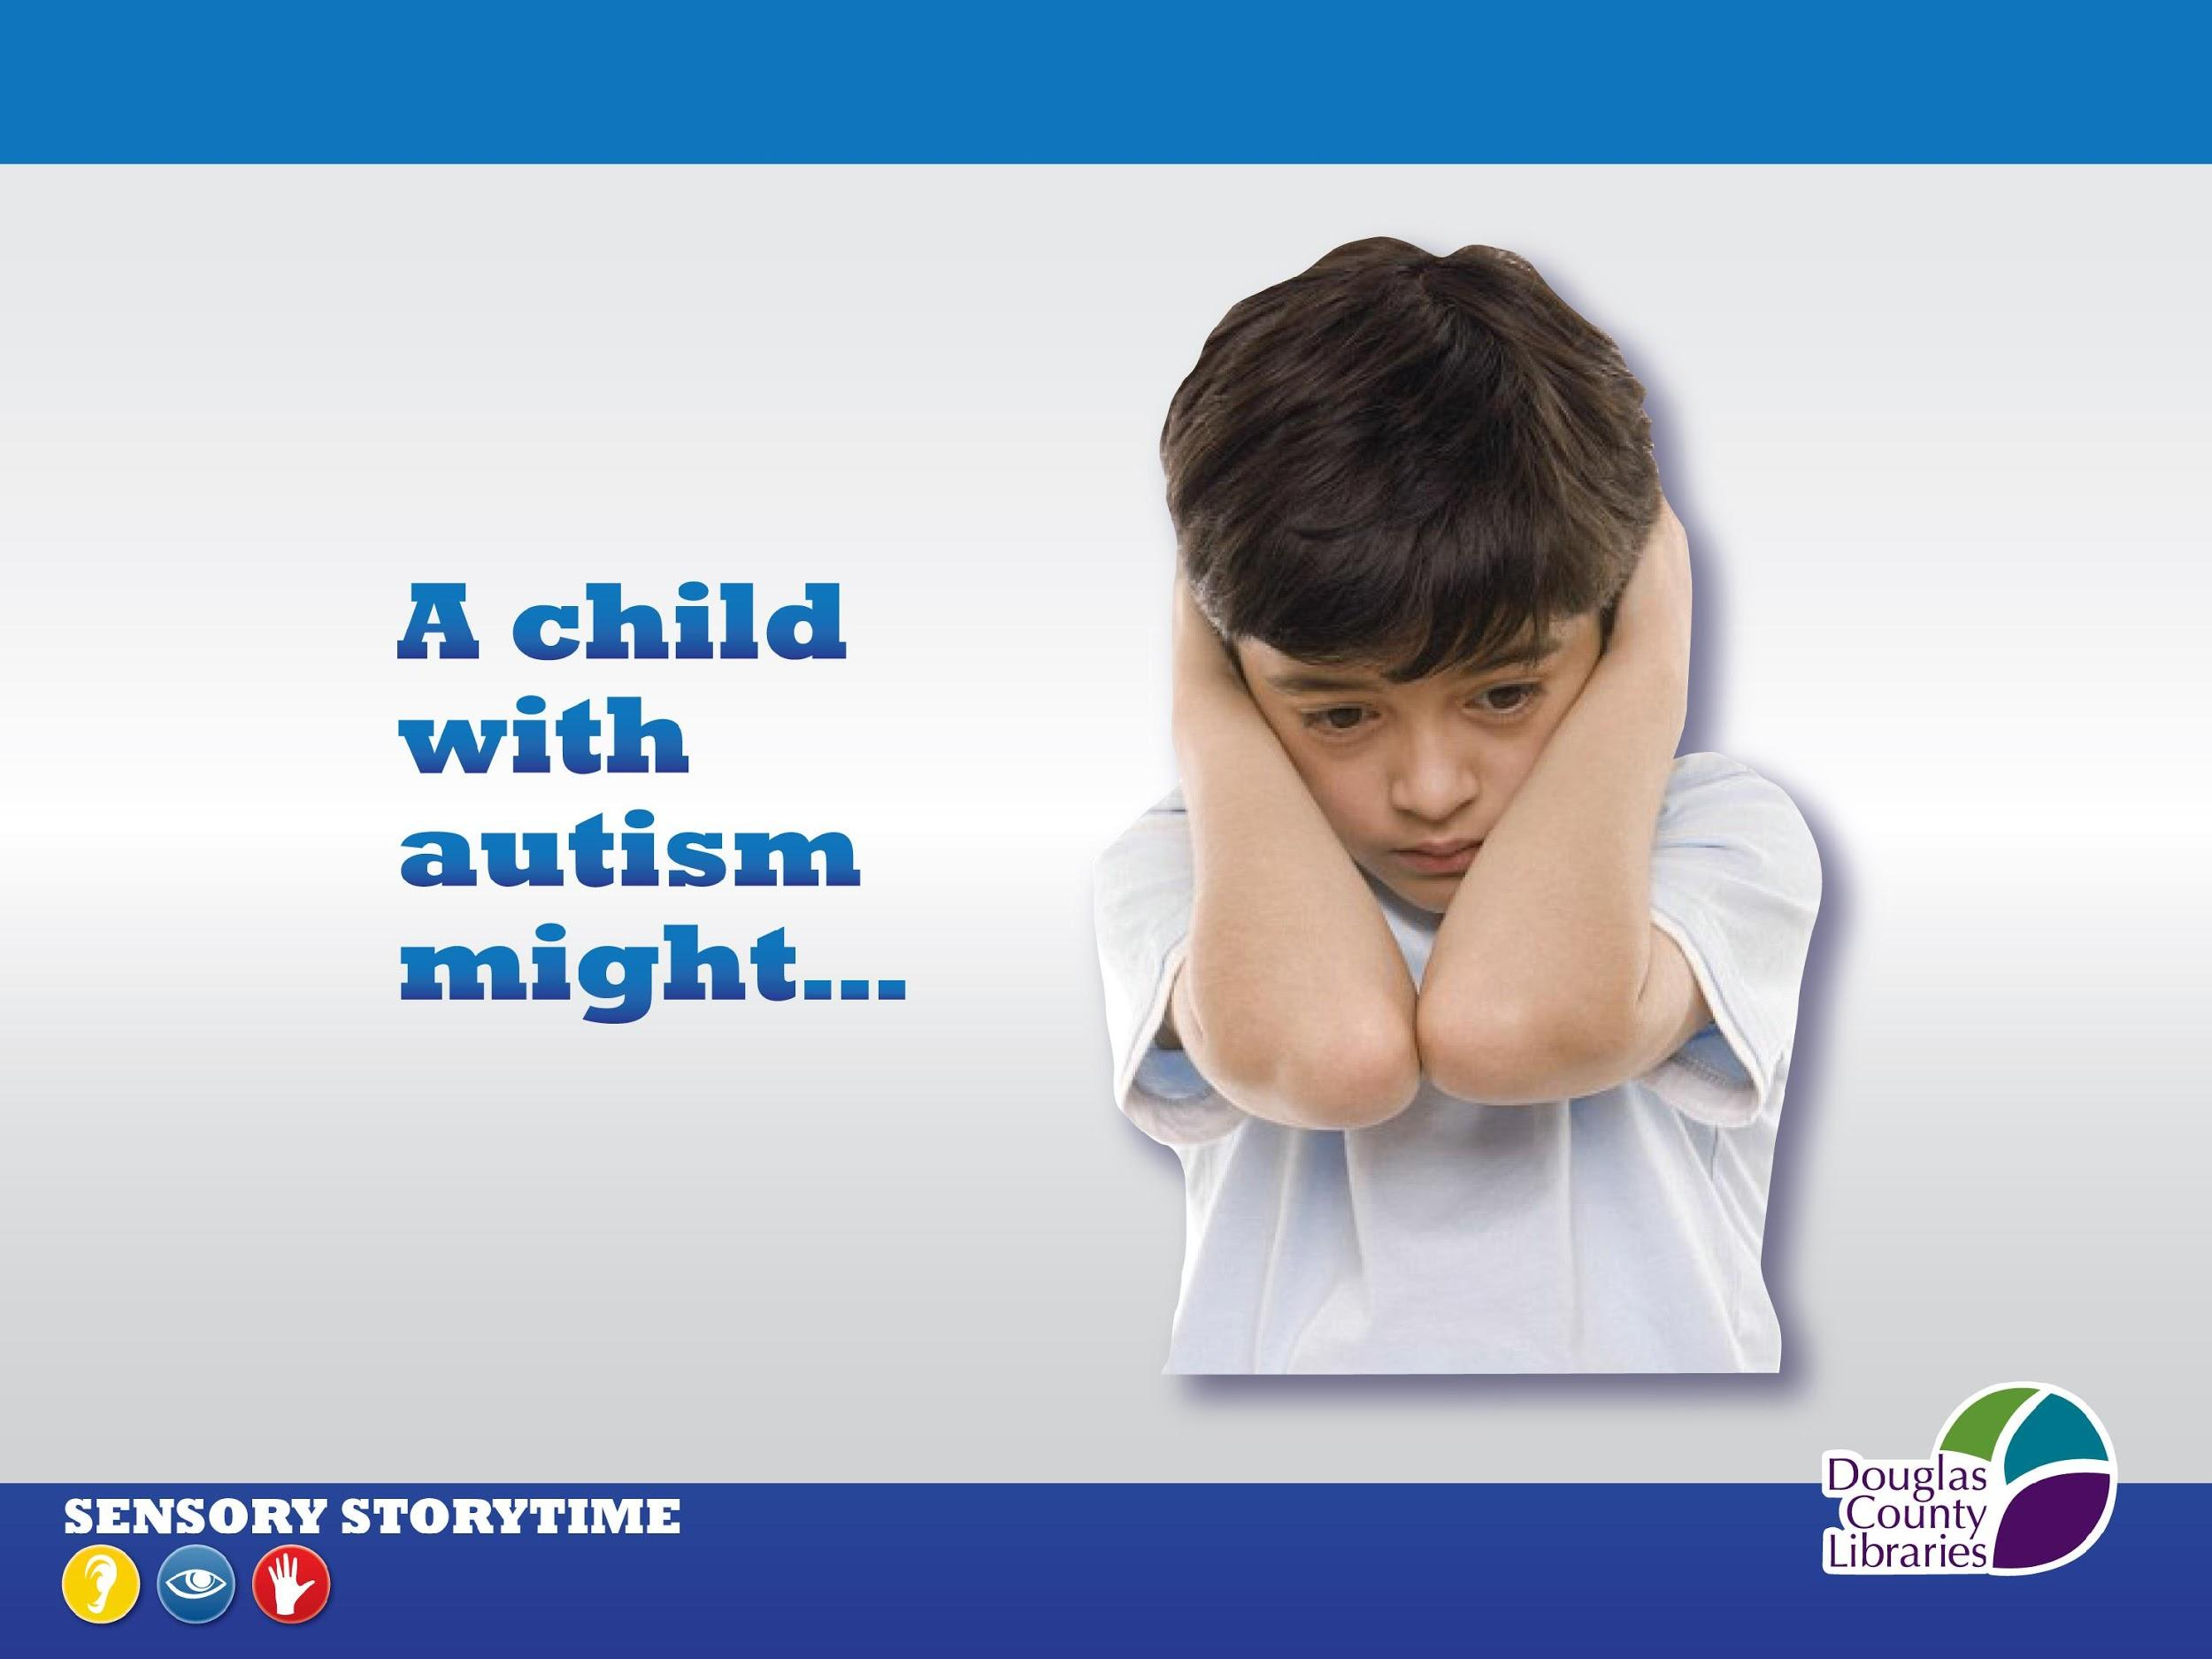 A child
with
autism
might...
SENSORY STORYTIME
Douglas
County
Libraries